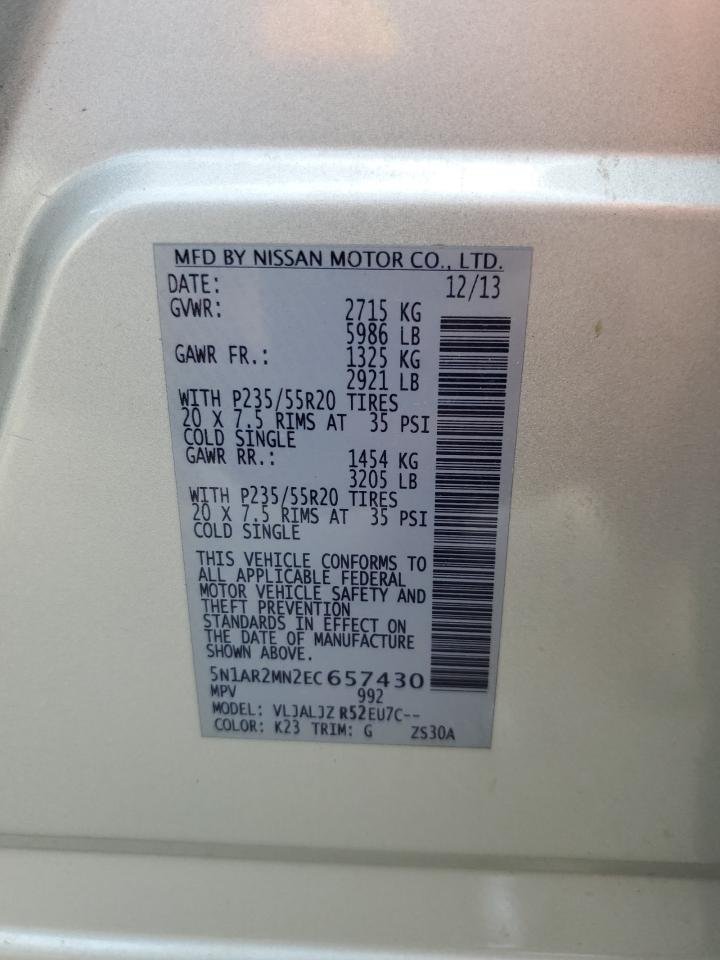 MFD BY NISSAN MOTOR CO., LTD.
DATE: 12/13
GVWR: 2715 KG
5986 LB
GAWR FR.: 1325 KG
2921 LB
WITH P235/55R20 TIRES
20 X 7.5 RIMS AT 35 PSI
COLD SINGLE
GAWR RR.: 1454 KG
3205 LB
WITH P235/55R20 TIRES
20 X 7.5 RIMS AT 35 PSI
COLD SINGLE
THIS VEHICLE CONFORMS TO
ALL APPLICABLE FEDERAL
MOTOR VEHICLE SAFETY AND
THEFT PREVENTION
STANDARDS IN EFFECT ON
THE DATE OF MANUFACTURE
SHOWN ABOVE.
5N1AR2MN2EC 657430
MPV 992
MODEL: VLJALJZ R52EU7C--
COLOR: K23 TRIM: G ZS30A